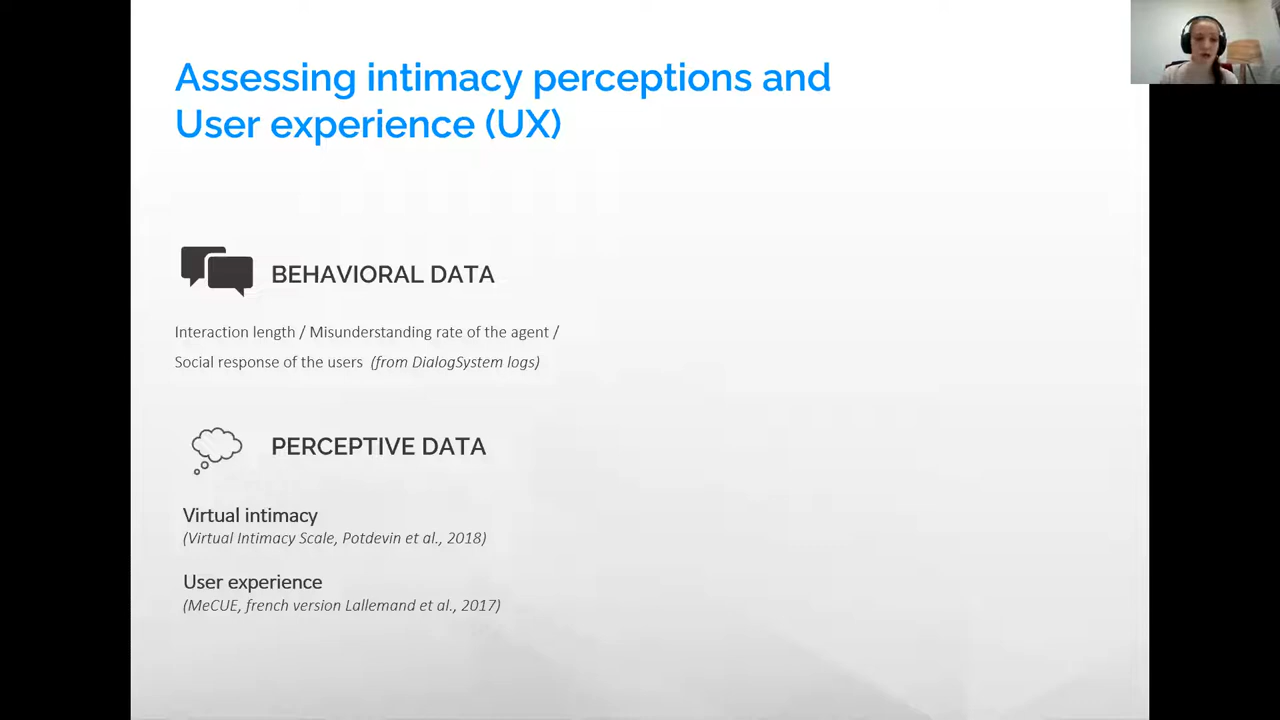 Assessing intimacy perceptions and
User experience (UX)
BEHAVIORAL DATA
Interaction length / Misunderstanding rate of the agent /
Social response of the users (from DialogSystem logs)
PERCEPTIVE DATA
Virtual intimacy
(Virtual Intimacy Scale, Potdevin et al., 2018)
User experience
(MeCUE, french version Lallemand et al., 2017)